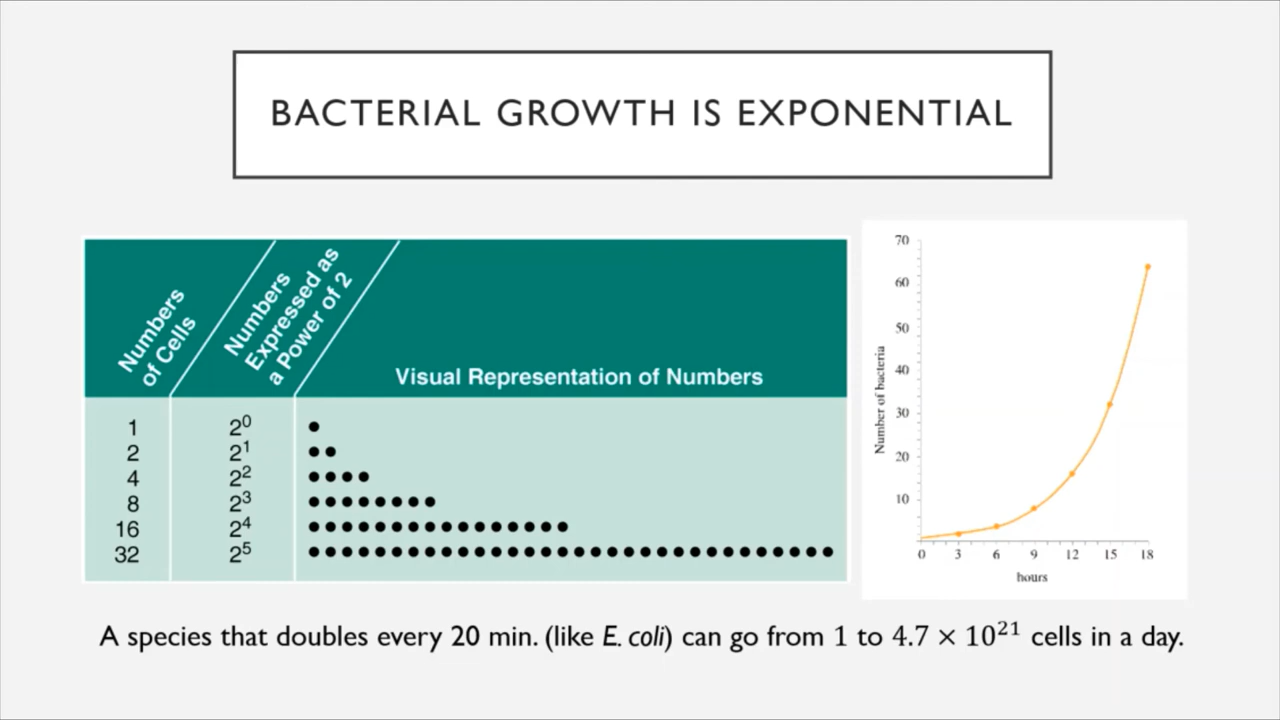 BACTERIAL GROWTH IS EXPONENTIAL
Numbers
of Cells
Numbers
Expressed as
a Power of 2
Visual Representation of Numbers
1 2⁰
2 2¹
4 2²
8 2³
16 2⁴
32 2⁵
70
60
50
40
30
20
10
Number of bacteria
0 3 6 9 12 15 18
hours
A species that doubles every 20 min. (like E. coli) can go from 1 to 4.7 × 10²¹ cells in a day.